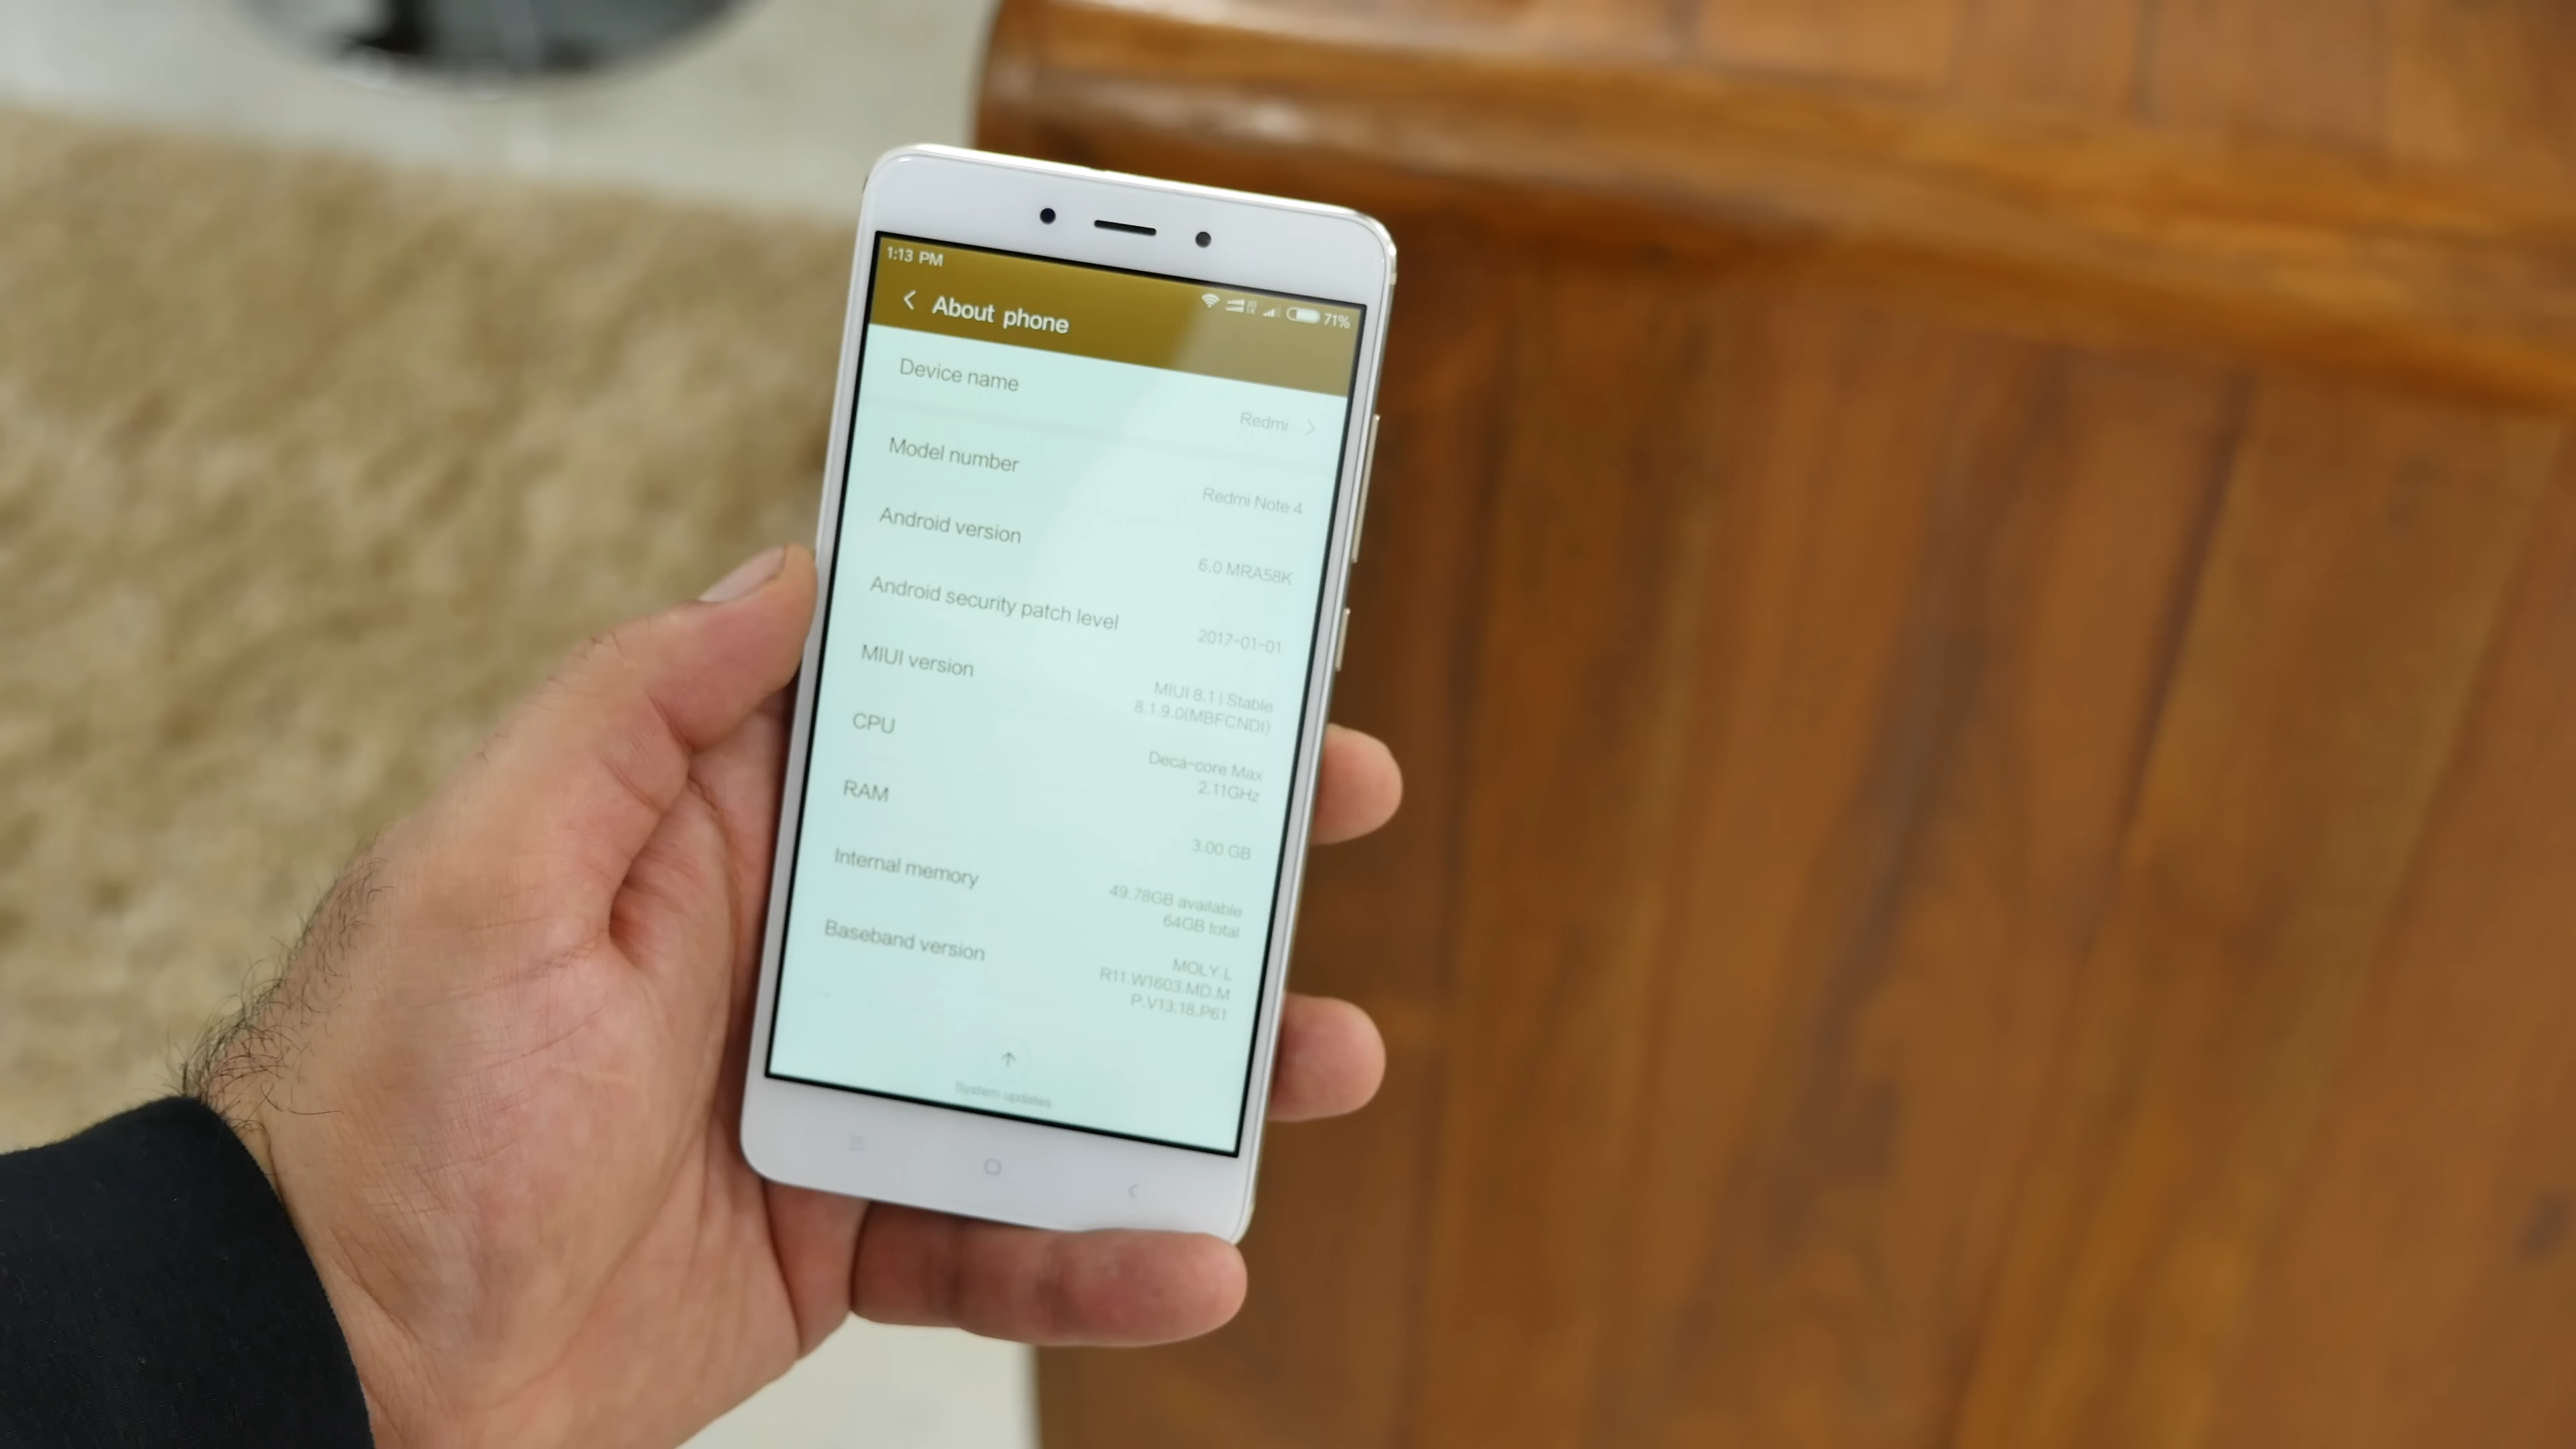 1:13 PM
71%
About phone
Device name
Redmi
Model number
Redmi Note 4
Android version
6.0 MRA58K
Android security patch level
2017-01-01
MIUI version
MIUI 8.1 | Stable
8.1.9.0(MBFCNDI)
CPU
Deca-core Max
2.11GHz
RAM
3.00 GB
Internal memory
49.78GB available
64GB total
Baseband version
MOLY.L
R11.W1603.MD.M
P.V13.18.P61
System updates